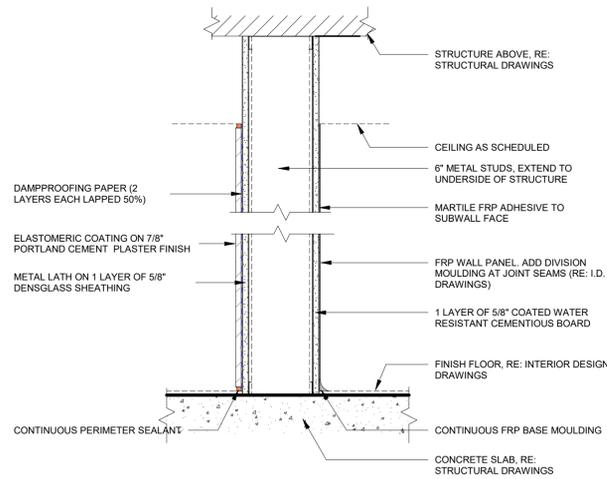 STRUCTURE ABOVE, RE:
STRUCTURAL DRAWINGS
CEILING AS SCHEDULED
6" METAL STUDS, EXTEND TO
UNDERSIDE OF STRUCTURE
DAMPPROOFING PAPER (2
LAYERS EACH LAPPED 50%)
MARTILE FRP ADHESIVE TO
SUBWALL FACE
ELASTOMERIC COATING ON 7/8"
PORTLAND CEMENT PLASTER FINISH
FRP WALL PANEL. ADD DIVISION
MOULDING AT JOINT SEAMS (RE: I.D.
DRAWINGS)
METAL LATH ON 1 LAYER OF 5/8"
DENSGLASS SHEATHING
1 LAYER OF 5/8" COATED WATER
RESISTANT CEMENTIOUS BOARD
FINISH FLOOR, RE: INTERIOR DESIGN
DRAWINGS
CONTINUOUS PERIMETER SEALANT
CONTINUOUS FRP BASE MOULDING
CONCRETE SLAB, RE:
STRUCTURAL DRAWINGS